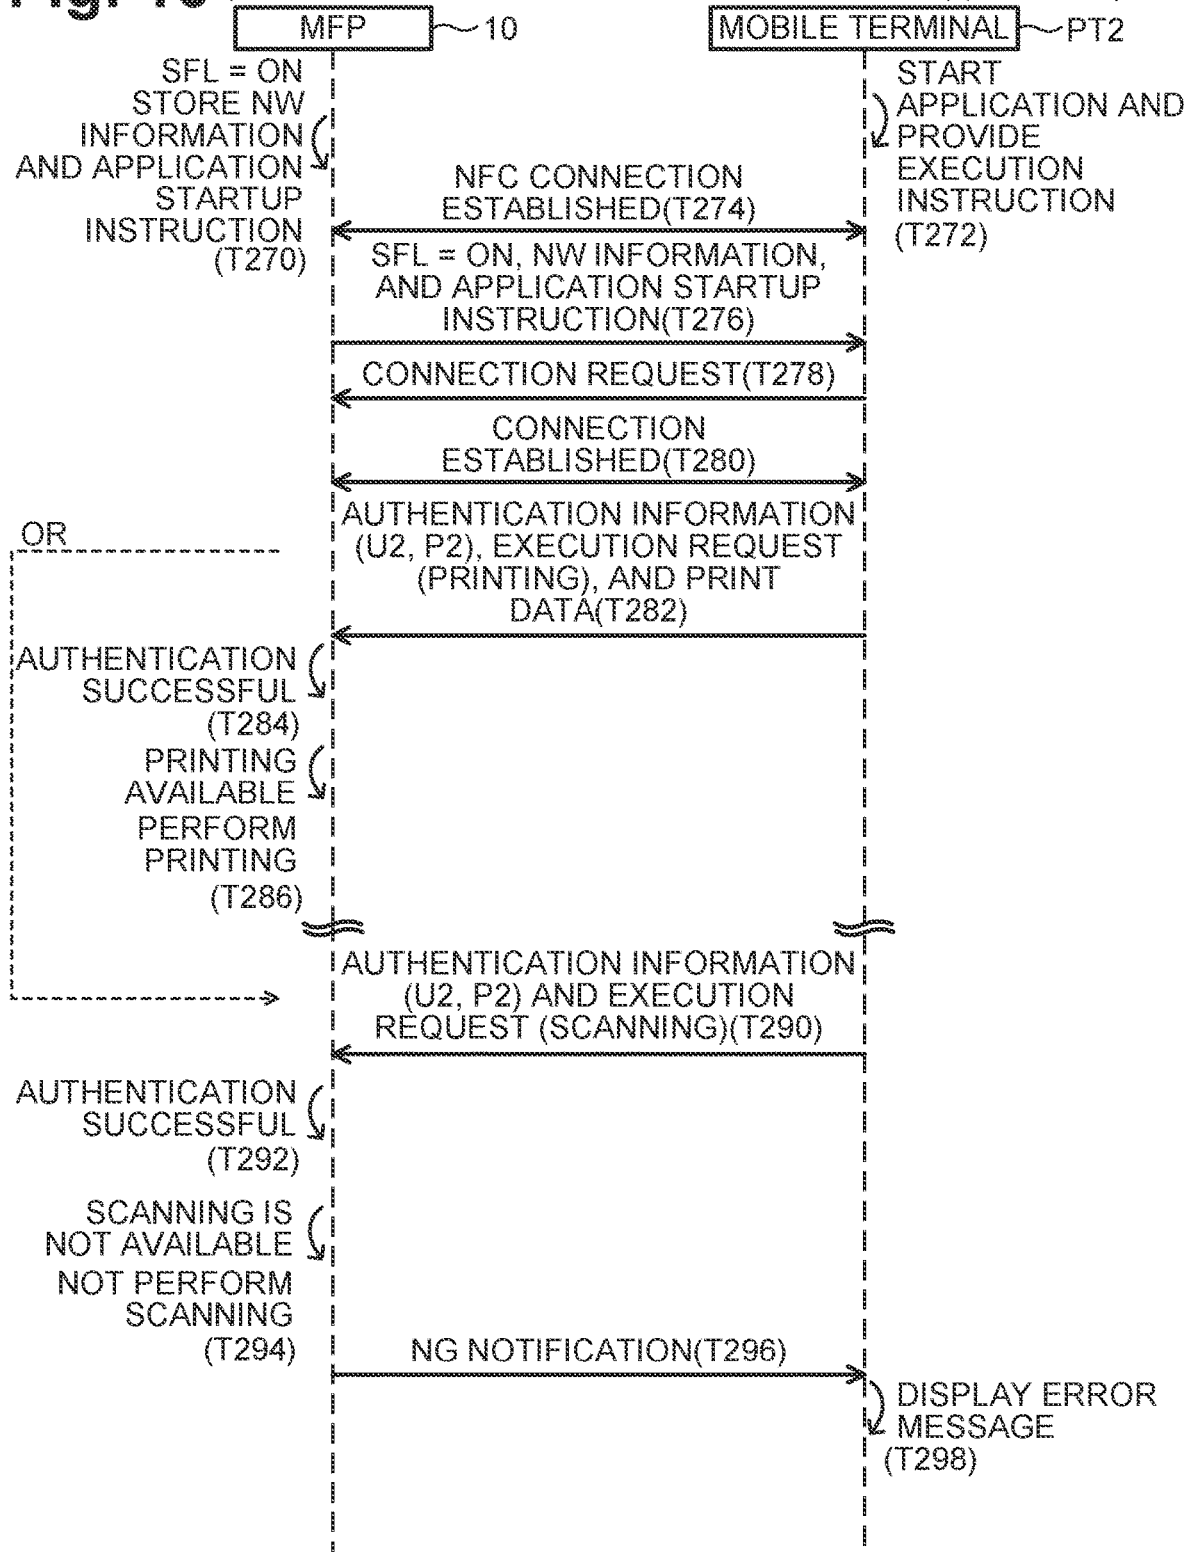 MFP
10
MOBILE TERMINAL
PT2
SFL = ON
STORE NW
INFORMATION
AND APPLICATION
STARTUP
INSTRUCTION
(T270)
START
APPLICATION AND
PROVIDE
EXECUTION
INSTRUCTION
(T272)
NFC CONNECTION
ESTABLISHED(T274)
SFL = ON, NW INFORMATION,
AND APPLICATION STARTUP
INSTRUCTION(T276)
CONNECTION REQUEST(T278)
CONNECTION
ESTABLISHED(T280)
OR
AUTHENTICATION INFORMATION
(U2, P2), EXECUTION REQUEST
(PRINTING), AND PRINT
DATA(T282)
AUTHENTICATION
SUCCESSFUL
(T284)
PRINTING
AVAILABLE
PERFORM
PRINTING
(T286)
AUTHENTICATION INFORMATION
(U2, P2) AND EXECUTION
REQUEST (SCANNING)(T290)
AUTHENTICATION
SUCCESSFUL
(T292)
SCANNING IS
NOT AVAILABLE
NOT PERFORM
SCANNING
(T294)
NG NOTIFICATION(T296)
DISPLAY ERROR
MESSAGE
(T298)